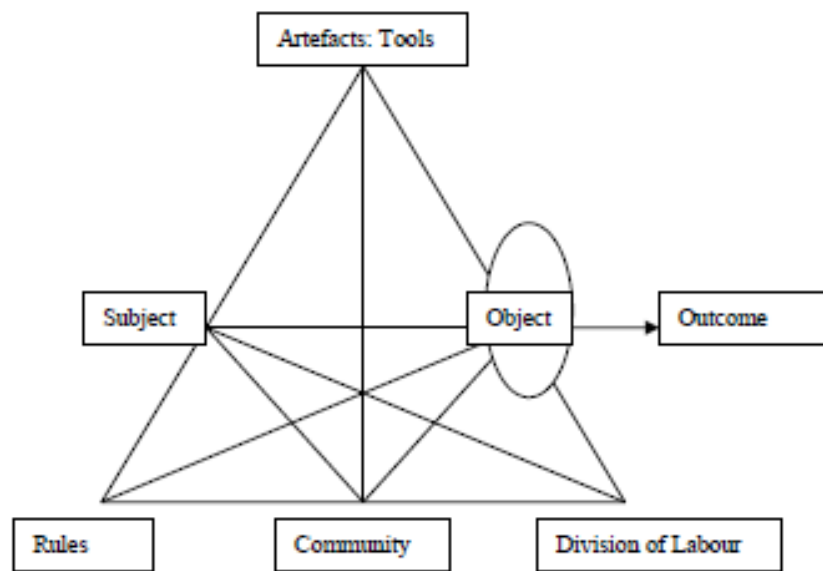 Artefacts: Tools
Subject
Object
Outcome
Rules
Community
Division of Labour